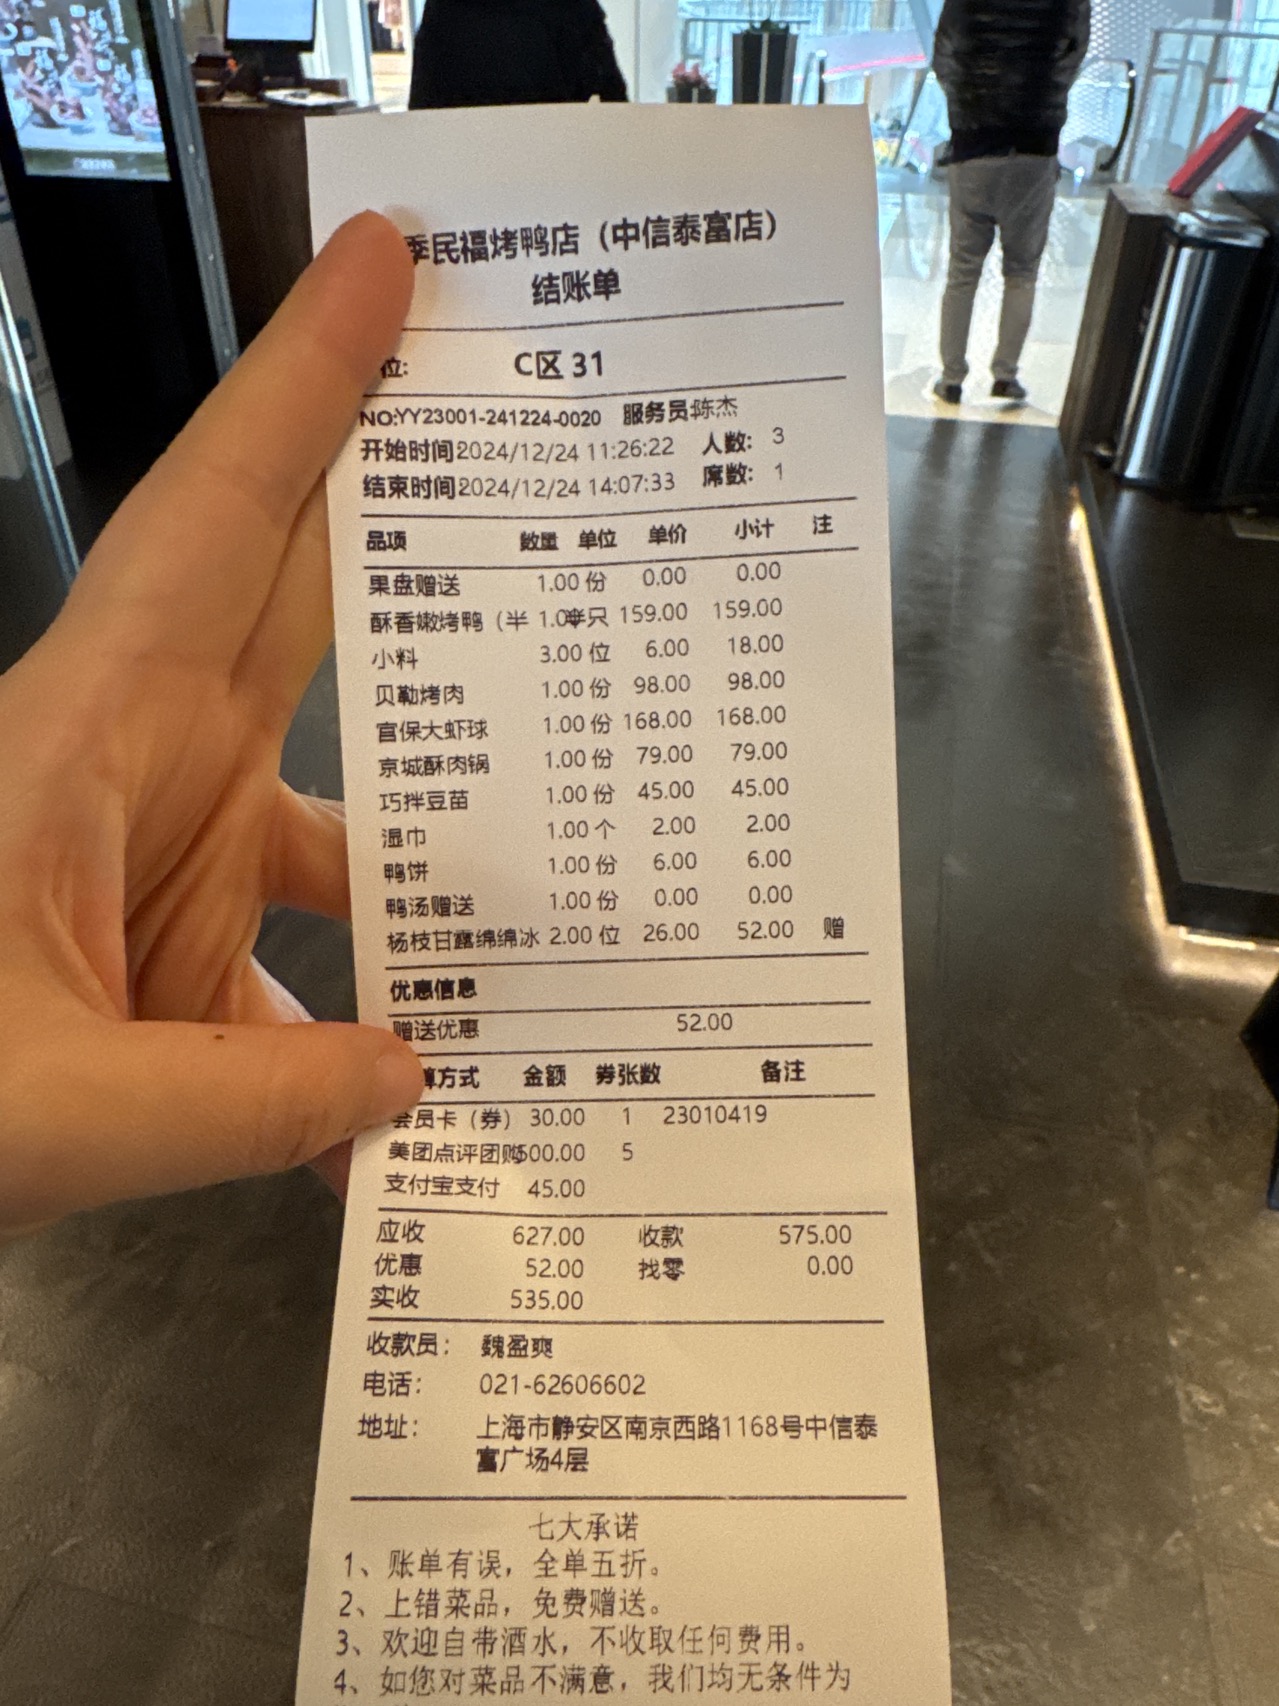 季民福烤鸭店（中信泰富店）
结账单
位: C区 31
NO:YY23001-241224-0020 服务员:陈杰
开始时间2024/12/24 11:26:22 人数: 3
结束时间2024/12/24 14:07:33 席数: 1
品项 数量 单位 单价 小计 注
果盘赠送 1.00 份 0.00 0.00
酥香嫩烤鸭（半 1.00半只 159.00 159.00
小料 3.00 位 6.00 18.00
贝勒烤肉 1.00 份 98.00 98.00
宫保大虾球 1.00 份 168.00 168.00
京城酥肉锅 1.00 份 79.00 79.00
巧拌豆苗 1.00 份 45.00 45.00
湿巾 1.00 个 2.00 2.00
鸭饼 1.00 份 6.00 6.00
鸭汤赠送 1.00 份 0.00 0.00
杨枝甘露绵绵冰 2.00 位 26.00 52.00 赠
优惠信息
赠送优惠 52.00
算方式 金额 券张数 备注
会员卡（券） 30.00 1 23010419
美团点评团购500.00 5
支付宝支付 45.00
应收 627.00 收款 575.00
优惠 52.00 找零 0.00
实收 535.00
收款员： 魏盈爽
电话： 021-62606602
地址： 上海市静安区南京西路1168号中信泰
富广场4层
七大承诺
1、账单有误，全单五折。
2、上错菜品，免费赠送。
3、欢迎自带酒水，不收取任何费用。
4、如您对菜品不满意，我们均无条件为